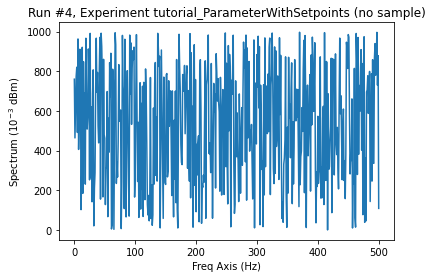 Run #4, Experiment tutorial_ParameterWithSetpoints (no sample)
1000
800
600
400
200
0
Spectrum (10⁻³ dBm)
0 100 200 300 400 500
Freq Axis (Hz)